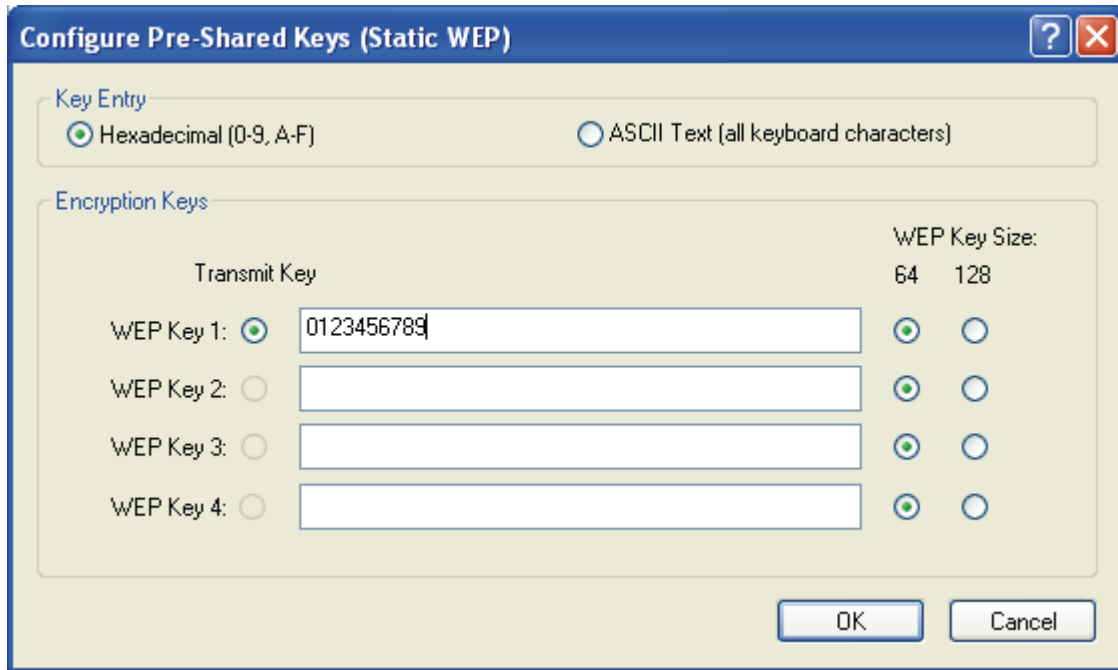 Configure Pre-Shared Keys (Static WEP)
Key Entry
Hexadecimal (0-9, A-F) ASCII Text (all keyboard characters)
Encryption Keys
WEP Key Size:
Transmit Key 64 128
WEP Key 1: 0123456789
WEP Key 2:
WEP Key 3:
WEP Key 4:
OK Cancel